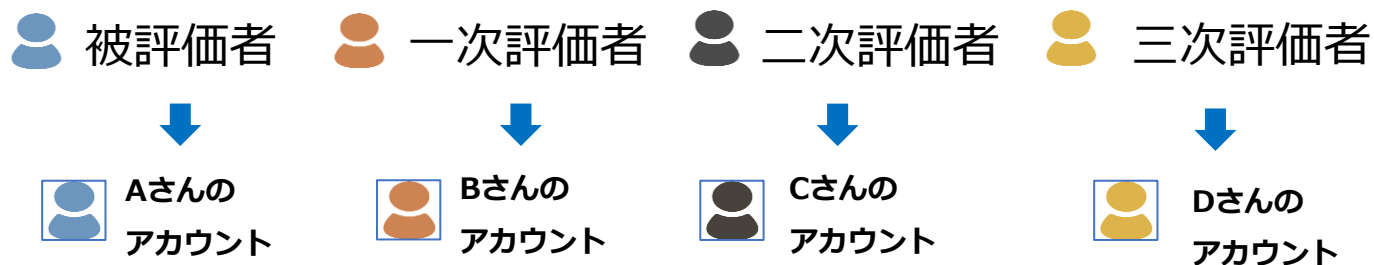 被評価者
一次評価者
二次評価者
三次評価者
Aさんの
アカウント
Bさんの
アカウント
Cさんの
アカウント
Dさんの
アカウント